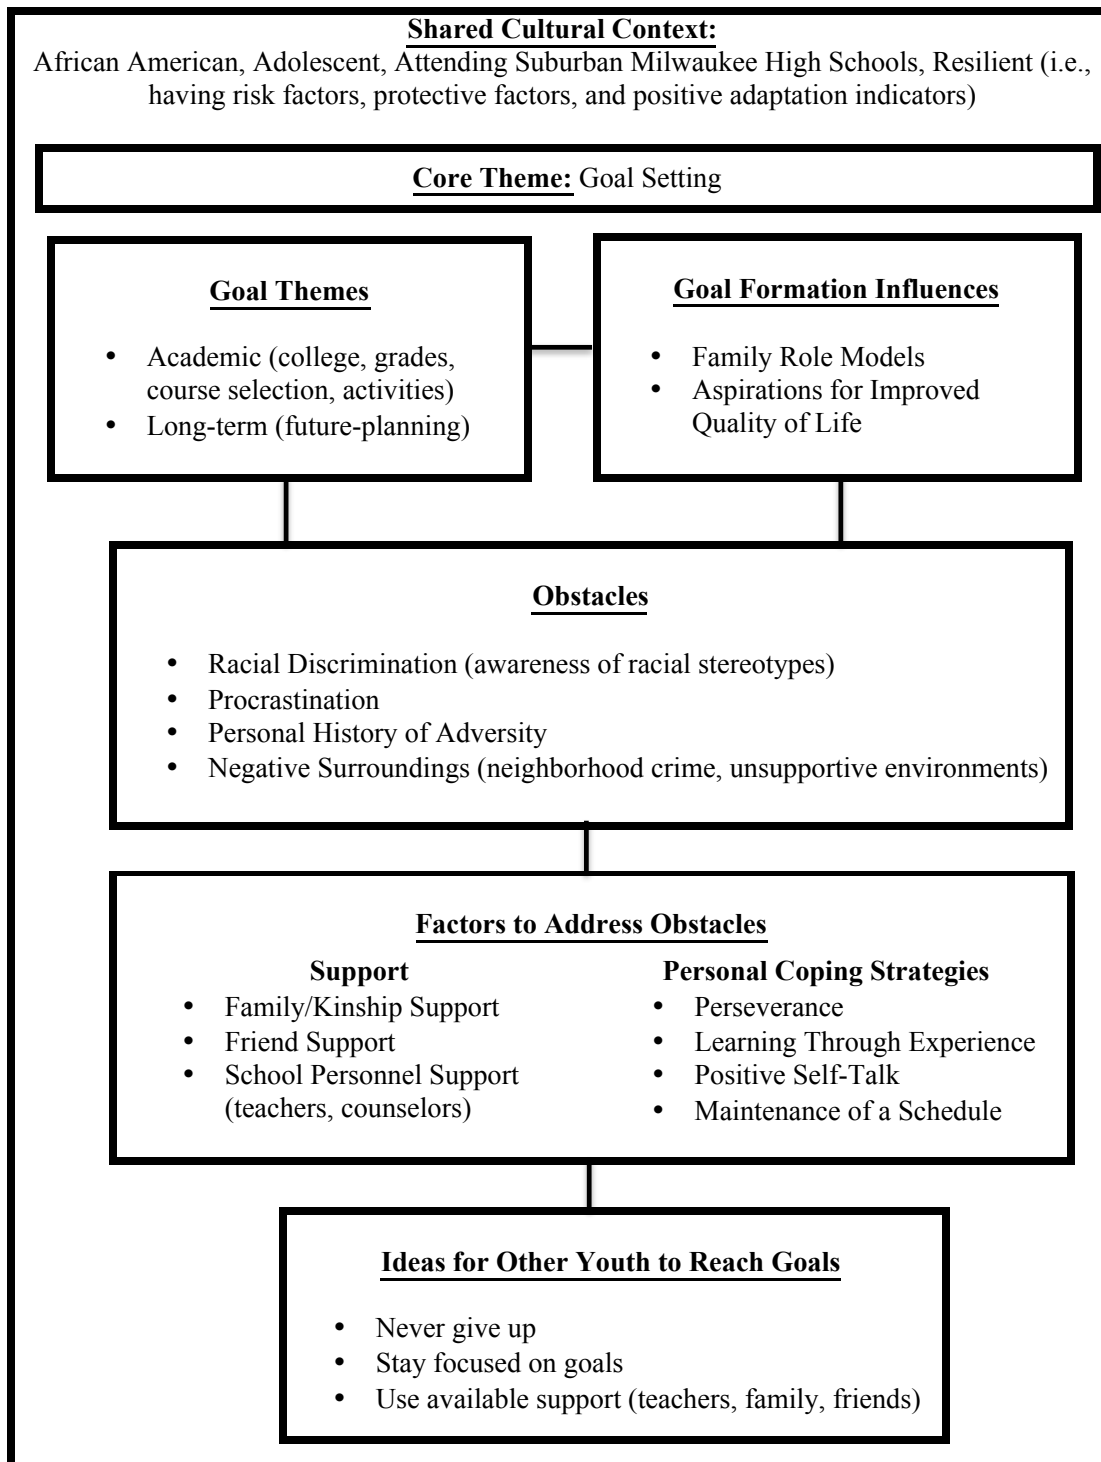 Shared Cultural Context:
African American, Adolescent, Attending Suburban Milwaukee High Schools, Resilient (i.e.,
having risk factors, protective factors, and positive adaptation indicators)
Core Theme: Goal Setting
Goal Themes
• Academic (college, grades,
course selection, activities)
• Long-term (future-planning)
Goal Formation Influences
• Family Role Models
• Aspirations for Improved
Quality of Life
Obstacles
• Racial Discrimination (awareness of racial stereotypes)
• Procrastination
• Personal History of Adversity
• Negative Surroundings (neighborhood crime, unsupportive environments)
Factors to Address Obstacles
Support
• Family/Kinship Support
• Friend Support
• School Personnel Support
(teachers, counselors)
Personal Coping Strategies
• Perseverance
• Learning Through Experience
• Positive Self-Talk
• Maintenance of a Schedule
Ideas for Other Youth to Reach Goals
• Never give up
• Stay focused on goals
• Use available support (teachers, family, friends)